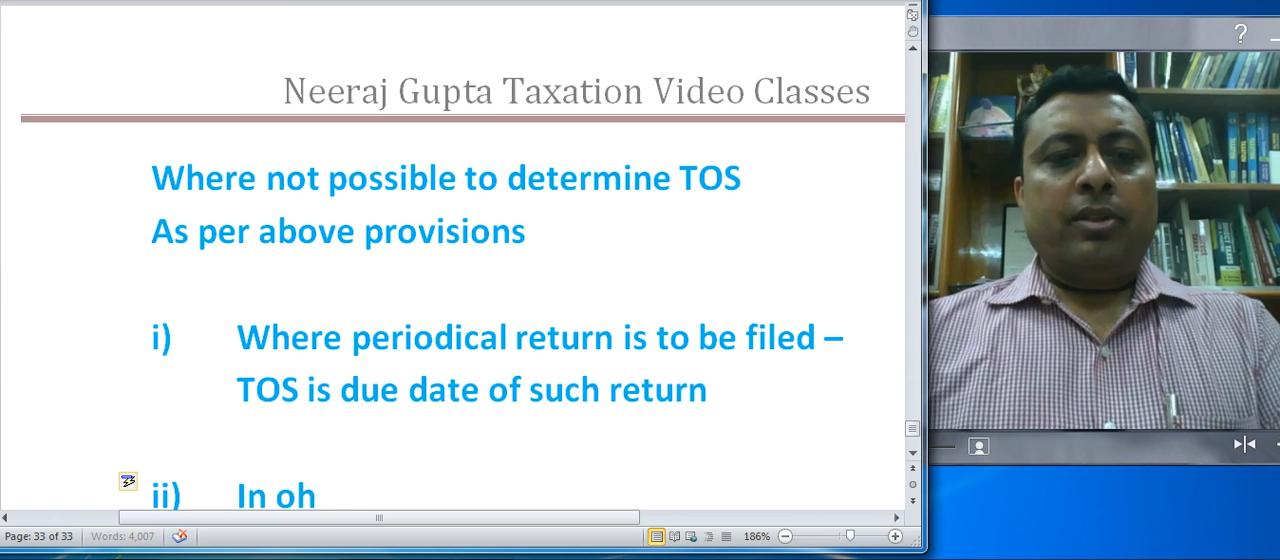 Neeraj Gupta Taxation Video Classes
Where not possible to determine TOS
As per above provisions
i) Where periodical return is to be filed –
TOS is due date of such return
ii) In oh
Page: 33 of 33 Words: 4,007 186%